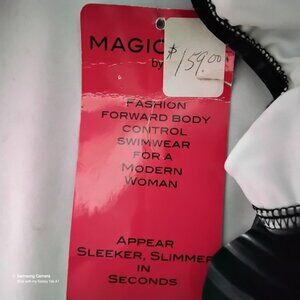 MAGIC
by
$159.00
FASHION
FORWARD BODY
CONTROL
SWIMWEAR
FOR A
MODERN
WOMAN
APPEAR
SLEEKER, SLIMMER
IN
SECONDS
Samsung Camera